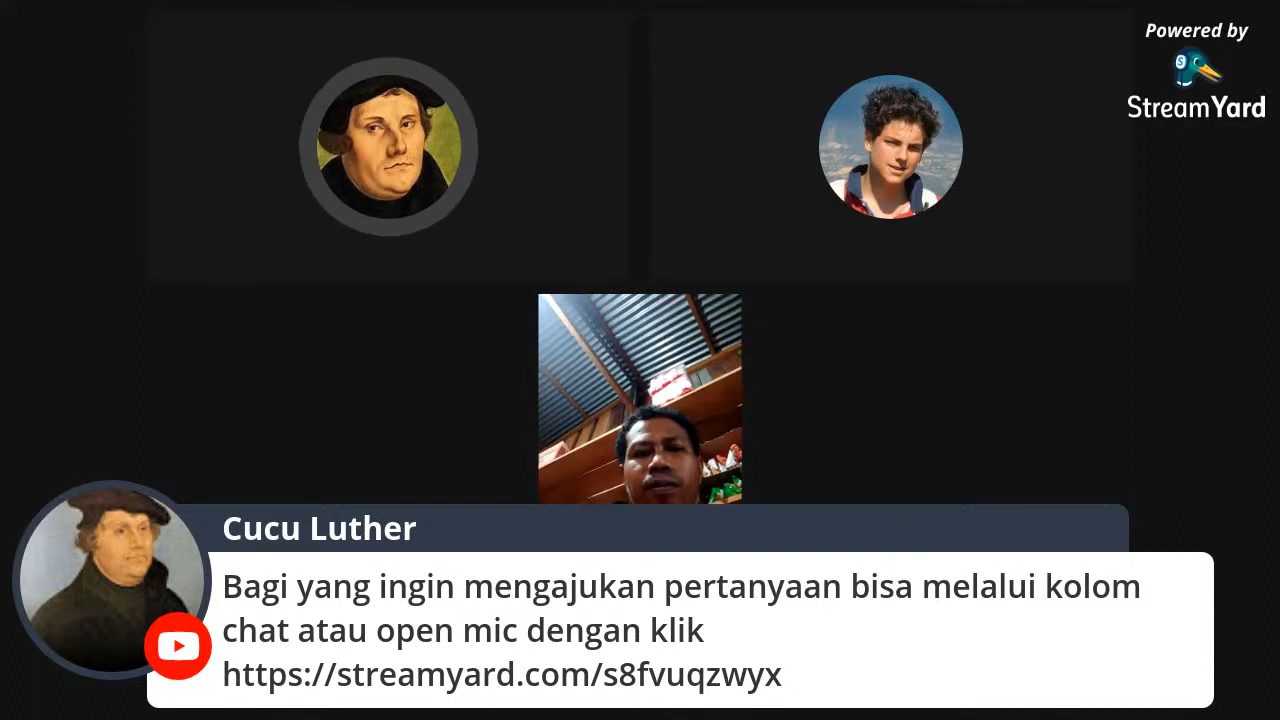 Powered by
StreamYard
Cucu Luther
Bagi yang ingin mengajukan pertanyaan bisa melalui kolom
chat atau open mic dengan klik
https://streamyard.com/s8fvuqzwyx